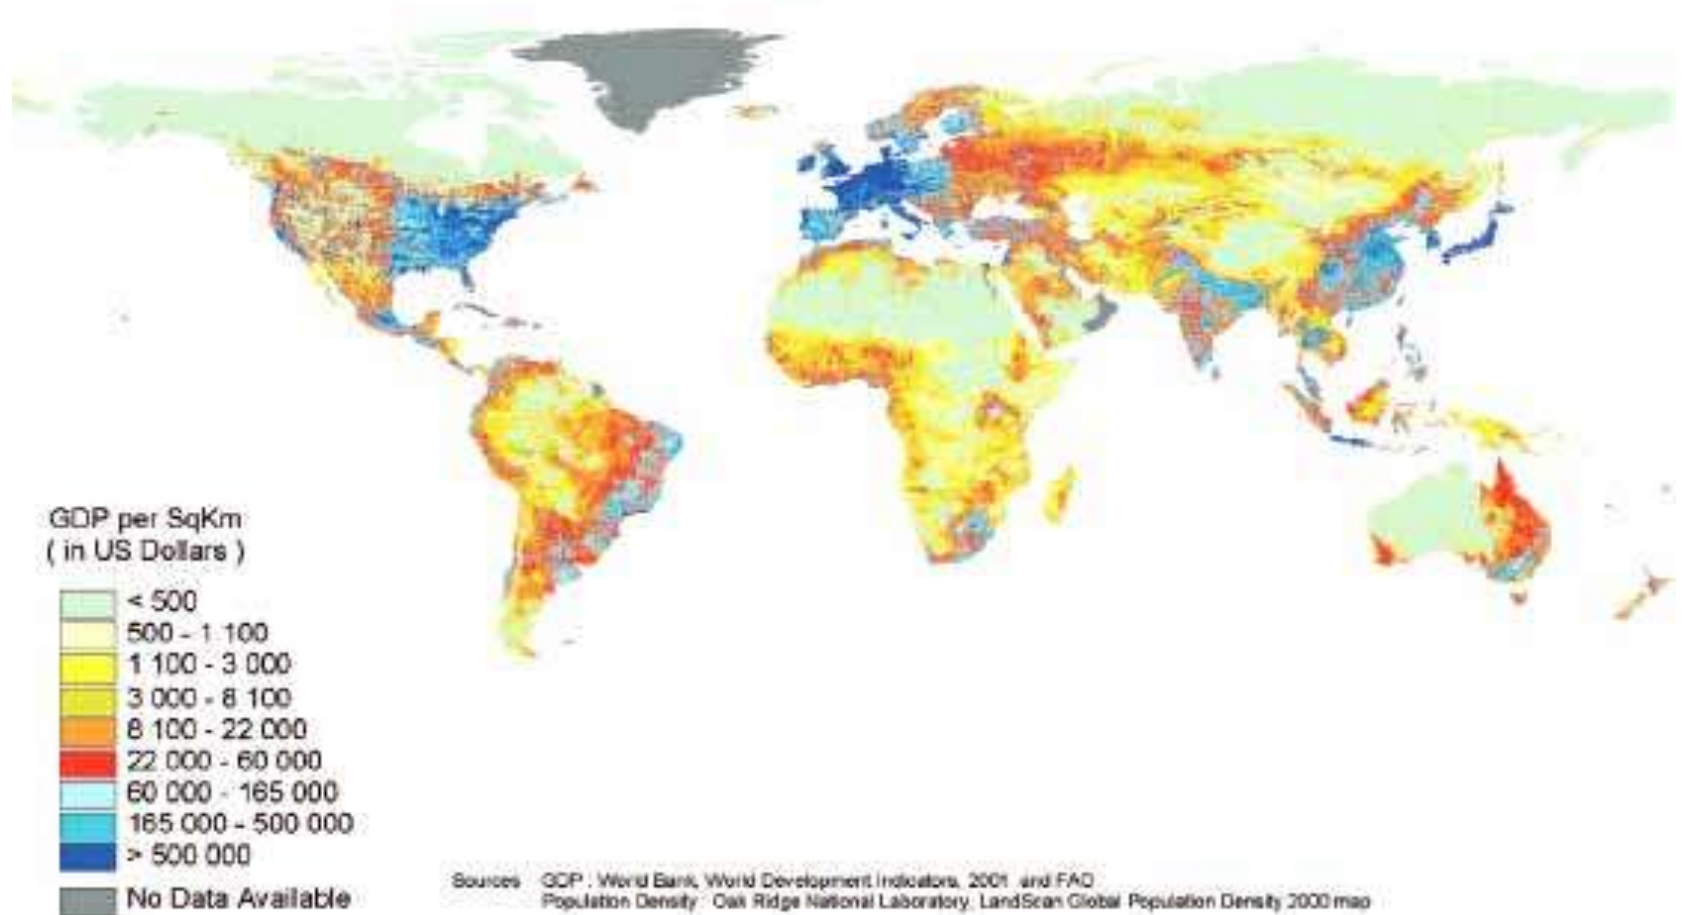 GDP per SqKm
( in US Dollars )
< 500
500 - 1 100
1 100 - 3 000
3 000 - 8 100
8 100 - 22 000
22 000 - 60 000
60 000 - 165 000
165 000 - 500 000
> 500 000
No Data Available
Sources GDP : World Bank, World Development Indicators, 2001 and FAO
Population Density : Oak Ridge National Laboratory, LandScan Global Population Density 2000 map